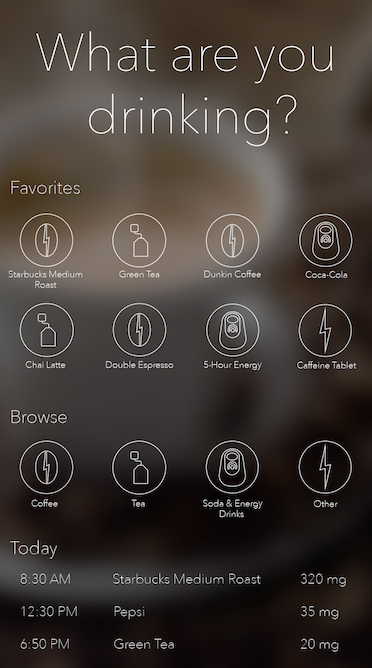 What are you
drinking?
Favorites
Starbucks Medium
Roast
Green Tea
Dunkin Coffee
Coca-Cola
Chai Latte
Double Espresso
5-Hour Energy
Caffeine Tablet
Browse
Coffee
Tea
Soda & Energy
Drinks
Other
Today
8:30 AM Starbucks Medium Roast 320 mg
12:30 PM Pepsi 35 mg
6:50 PM Green Tea 20 mg